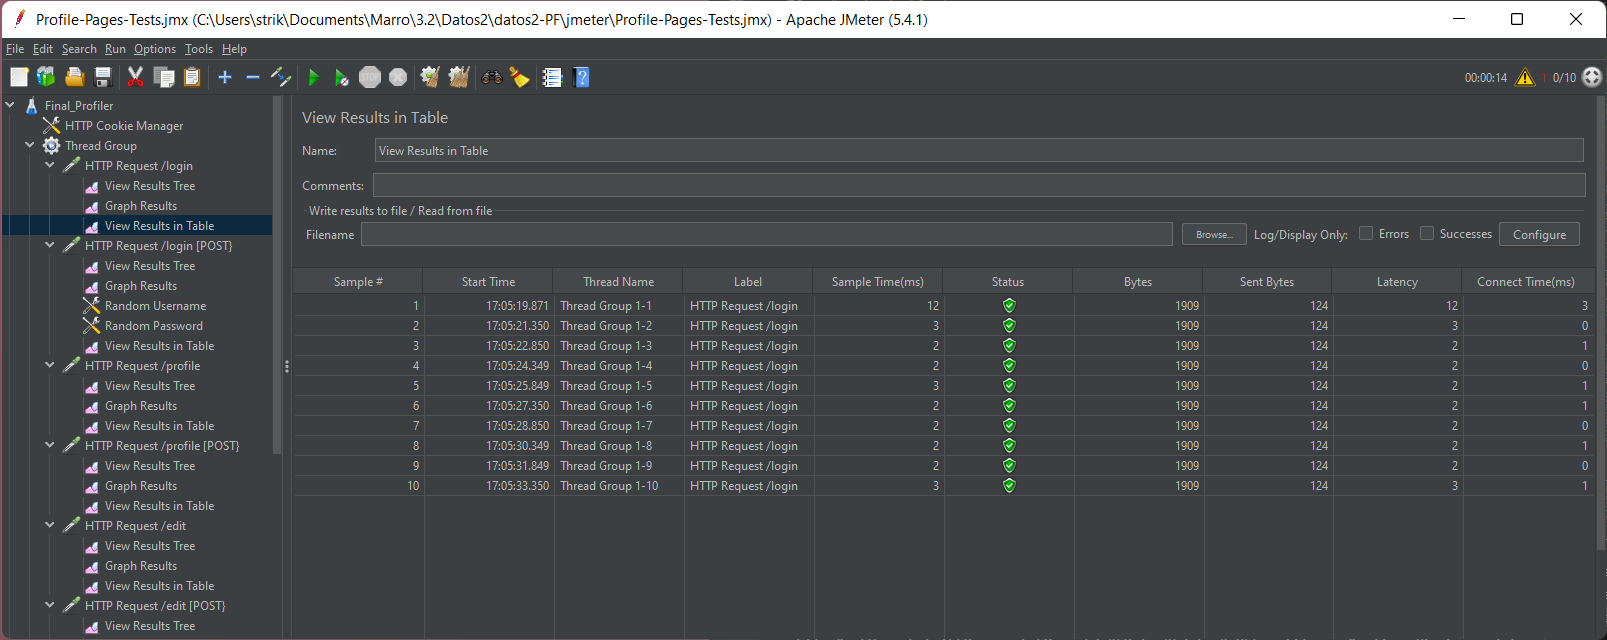 Profile-Pages-Tests.jmx (C:\Users\strik\Documents\Marro\3.2\Datos2\datos2-PF\jmeter\Profile-Pages-Tests.jmx) - Apache JMeter (5.4.1)
File Edit Search Run Options Tools Help
STOP 00:00:14 1 0/10
Final_Profiler
HTTP Cookie Manager
Thread Group
HTTP Request /login
View Results Tree
Graph Results
View Results in Table
HTTP Request /login [POST}
View Results Tree
Graph Results
Random Username
Random Password
View Results in Table
HTTP Request /profile
View Results Tree
Graph Results
View Results in Table
HTTP Request /profile [POST}
View Results Tree
Graph Results
View Results in Table
HTTP Request /edit
View Results Tree
Graph Results
View Results in Table
HTTP Request /edit [POST}
View Results Tree
View Results in Table
Name: View Results in Table
Comments:
Write results to file / Read from file
Filename Browse... Log/Display Only: Errors Successes Configure
Sample # Start Time Thread Name Label Sample Time(ms) Status Bytes Sent Bytes Latency Connect Time(ms)
1 17:05:19.871 Thread Group 1-1 HTTP Request /login 12 1909 124 12 3
2 17:05:21.350 Thread Group 1-2 HTTP Request /login 3 1909 124 3 0
3 17:05:22.850 Thread Group 1-3 HTTP Request /login 2 1909 124 2 1
4 17:05:24.349 Thread Group 1-4 HTTP Request /login 2 1909 124 2 0
5 17:05:25.849 Thread Group 1-5 HTTP Request /login 3 1909 124 2 1
6 17:05:27.350 Thread Group 1-6 HTTP Request /login 2 1909 124 2 1
7 17:05:28.850 Thread Group 1-7 HTTP Request /login 2 1909 124 2 0
8 17:05:30.349 Thread Group 1-8 HTTP Request /login 2 1909 124 2 1
9 17:05:31.849 Thread Group 1-9 HTTP Request /login 2 1909 124 2 0
10 17:05:33.350 Thread Group 1-10 HTTP Request /login 3 1909 124 3 1